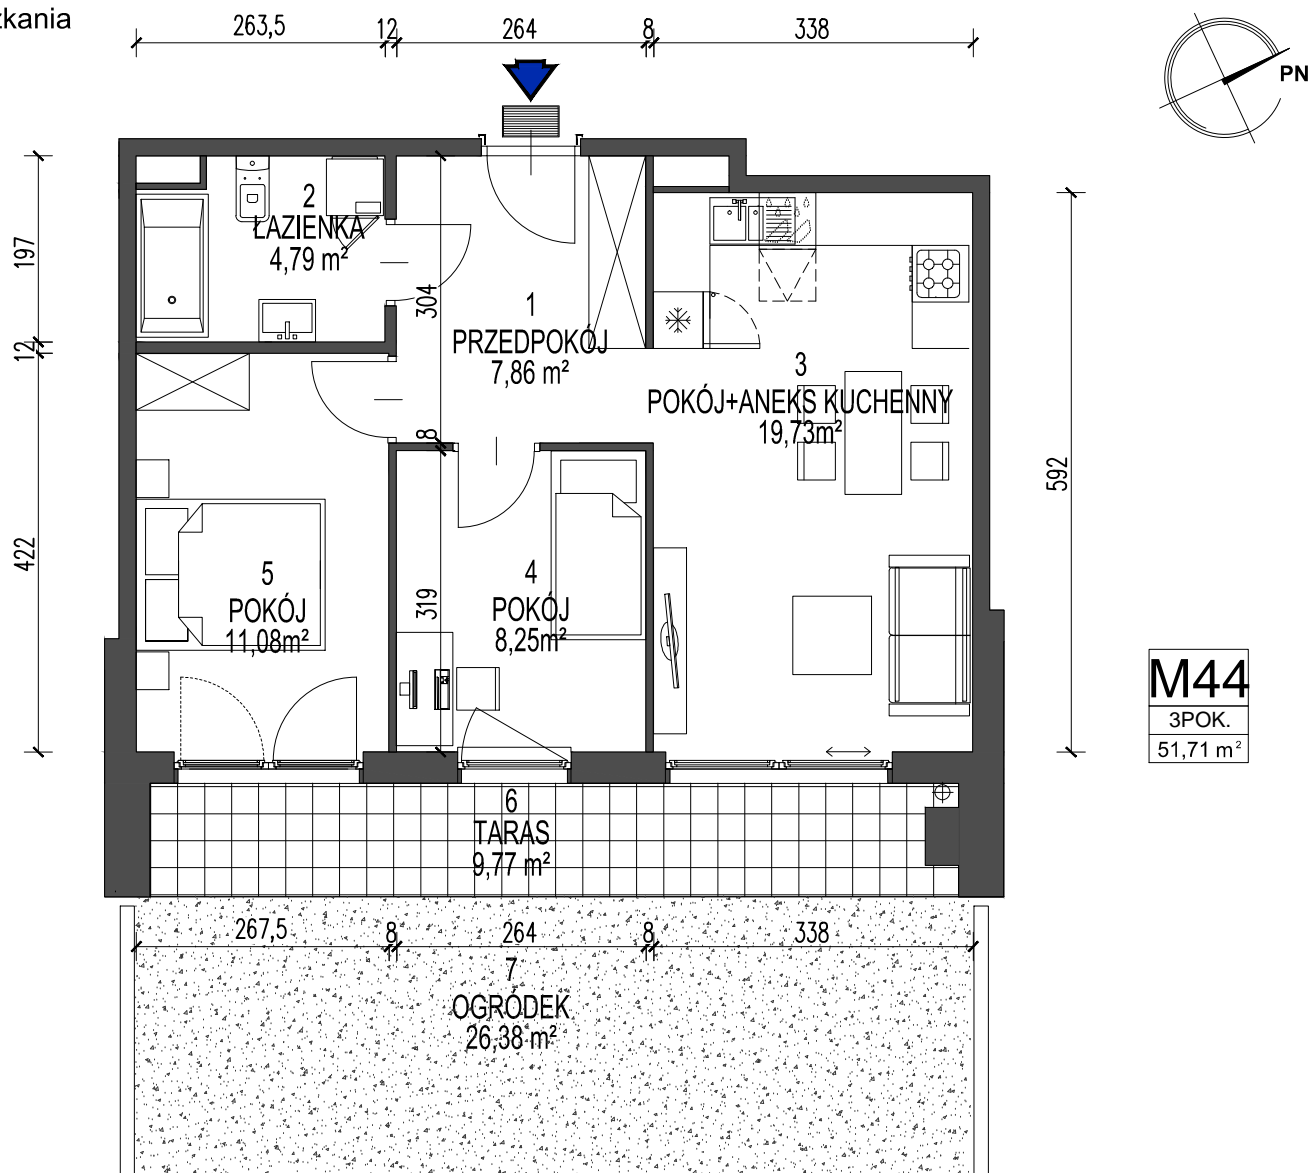 zkania
263,5
12
264
8
338
PN
197
12
422
2
ŁAZIENKA
4,79 m²
304
1
PRZEDPOKÓJ
7,86 m²
3
POKÓJ+ANEKS KUCHENNY
19,73m²
8
592
5
POKÓJ
11,08m²
319
4
POKÓJ
8,25m²
M44
3POK.
51,71 m²
6
TARAS
9,77 m²
267,5
8
264
8
338
7
OGRÓDEK
26,38 m²